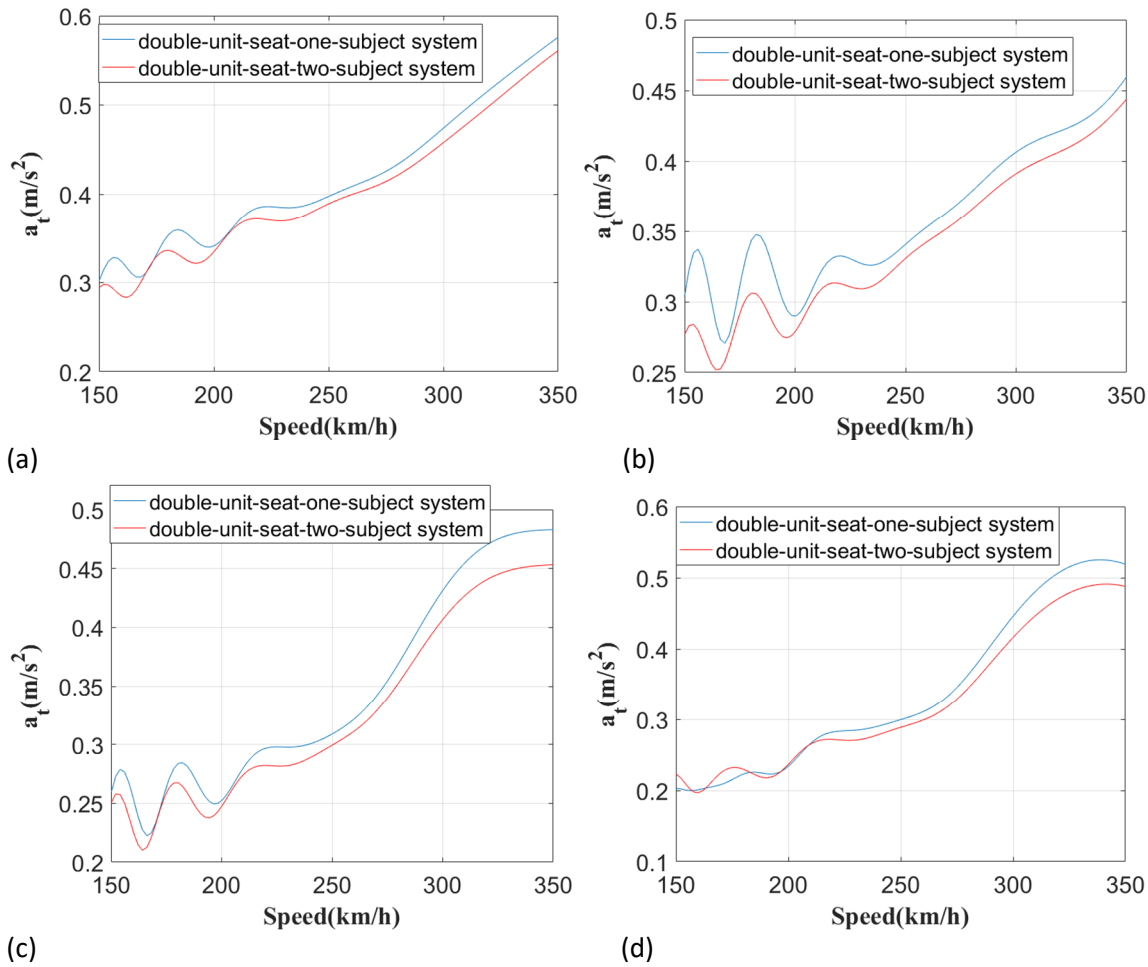 0.6
double-unit-seat-one-subject system
double-unit-seat-two-subject system
0.5
a_t(m/s^2)
0.4
0.3
0.2
150 200 250 300 350
Speed(km/h)
(a)
0.5
double-unit-seat-one-subject system
double-unit-seat-two-subject system
0.45
a_t(m/s^2)
0.4
0.35
0.3
0.25
150 200 250 300 350
Speed(km/h)
(b)
double-unit-seat-one-subject system
0.5
double-unit-seat-two-subject system
0.45
a_t(m/s^2)
0.4
0.35
0.3
0.25
0.2
150 200 250 300 350
Speed(km/h)
(c)
0.6
double-unit-seat-one-subject system
double-unit-seat-two-subject system
0.5
a_t(m/s^2)
0.4
0.3
0.2
0.1
150 200 250 300 350
Speed(km/h)
(d)